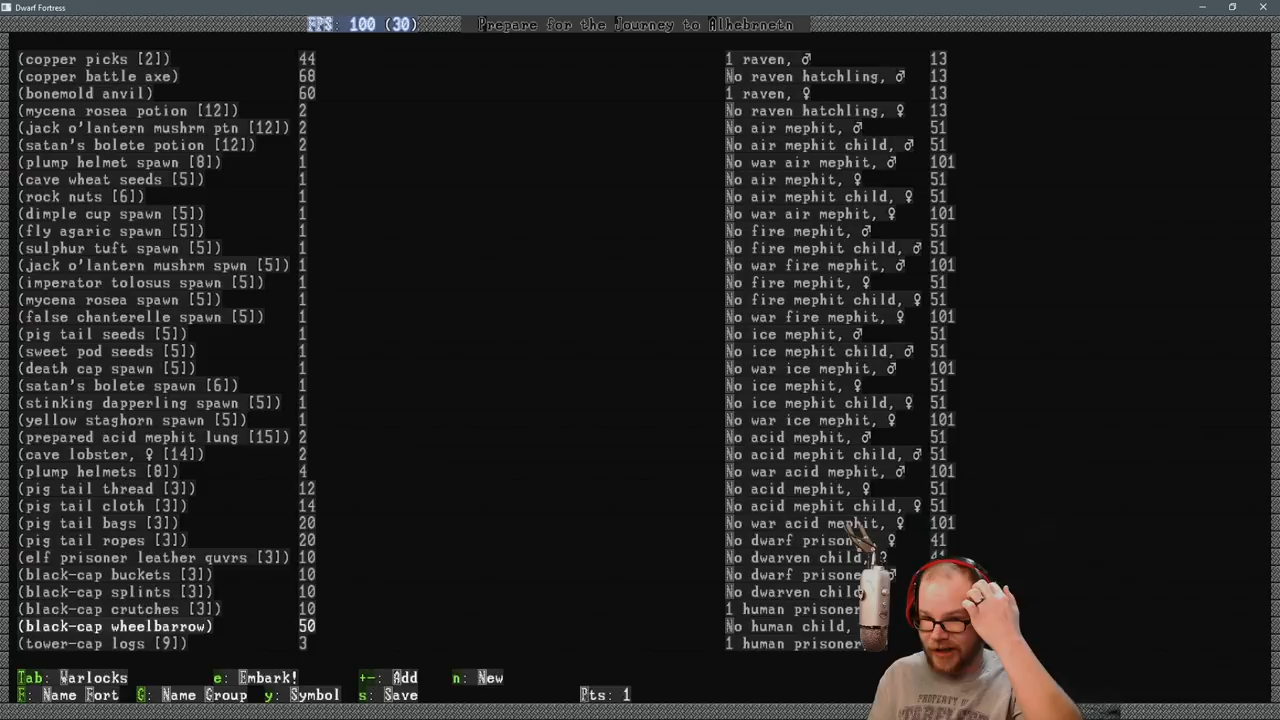 Dwarf Fortress
FPS: 100 (30) Prepare for the Journey to Alhebrnetn
(copper picks [2]) 44 1 raven, ♂ 13
(copper battle axe) 68 No raven hatchling, ♂ 13
(bonemold anvil) 60 1 raven, ♀ 13
(mycena rosea potion [12]) 2 No raven hatchling, ♀ 13
(jack o'lantern mushrm ptn [12]) 2 No air mephit, ♂ 51
(satan's bolete potion [12]) 2 No air mephit child, ♂ 51
(plump helmet spawn [8]) 1 No war air mephit, ♂ 101
(cave wheat seeds [5]) 1 No air mephit, ♀ 51
(rock nuts [6]) 1 No air mephit child, ♀ 51
(dimple cup spawn [5]) 1 No war air mephit, ♀ 101
(fly agaric spawn [5]) 1 No fire mephit, ♂ 51
(sulphur tuft spawn [5]) 1 No fire mephit child, ♂ 51
(jack o'lantern mushrm spwn [5]) 1 No war fire mephit, ♂ 101
(imperator tolosus spawn [5]) 1 No fire mephit, ♀ 51
(mycena rosea spawn [5]) 1 No fire mephit child, ♀ 51
(false chanterelle spawn [5]) 1 No war fire mephit, ♀ 101
(pig tail seeds [5]) 1 No ice mephit, ♂ 51
(sweet pod seeds [5]) 1 No ice mephit child, ♂ 51
(death cap spawn [5]) 1 No war ice mephit, ♂ 101
(satan's bolete spawn [6]) 1 No ice mephit, ♀ 51
(stinking dapperling spawn [5]) 1 No ice mephit child, ♀ 51
(yellow staghorn spawn [5]) 1 No war ice mephit, ♀ 101
(prepared acid mephit lung [15]) 2 No acid mephit, ♂ 51
(cave lobster, ♀ [14]) 2 No acid mephit child, ♂ 51
(plump helmets [8]) 4 No war acid mephit, ♂ 101
(pig tail thread [3]) 12 No acid mephit, ♀ 51
(pig tail cloth [3]) 14 No acid mephit child, ♀ 51
(pig tail bags [3]) 20 No war acid mephit, ♀ 101
(pig tail ropes [3]) 20 No dwarf prisoner, ♀ 41
(elf prisoner leather quvrs [3]) 10 No dwarven child, ♀ 41
(black-cap buckets [3]) 10 No dwarf prisoner
(black-cap splints [3]) 10 No dwarven child
(black-cap crutches [3]) 10 1 human prisoner
(black-cap wheelbarrow) 50 No human child,
(tower-cap logs [9]) 3 1 human prisoner
Tab: Warlocks e: Embark! +-: Add n: New
F: Name Fort G: Name Group y: Symbol s: Save Pts: 1
PROPERTY